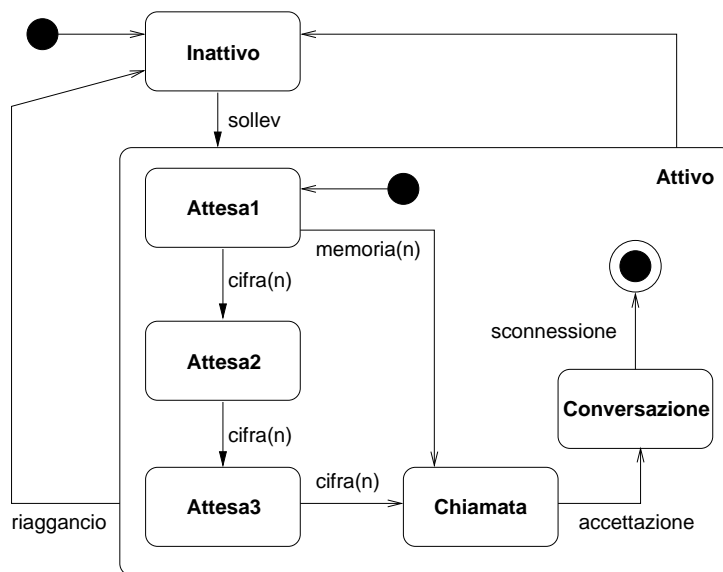 Inattivo
sollev
Attivo
Attesa1
memoria(n)
cifra(n)
sconnessione
Attesa2
Conversazione
cifra(n)
cifra(n)
Attesa3
Chiamata
riaggancio
accettazione